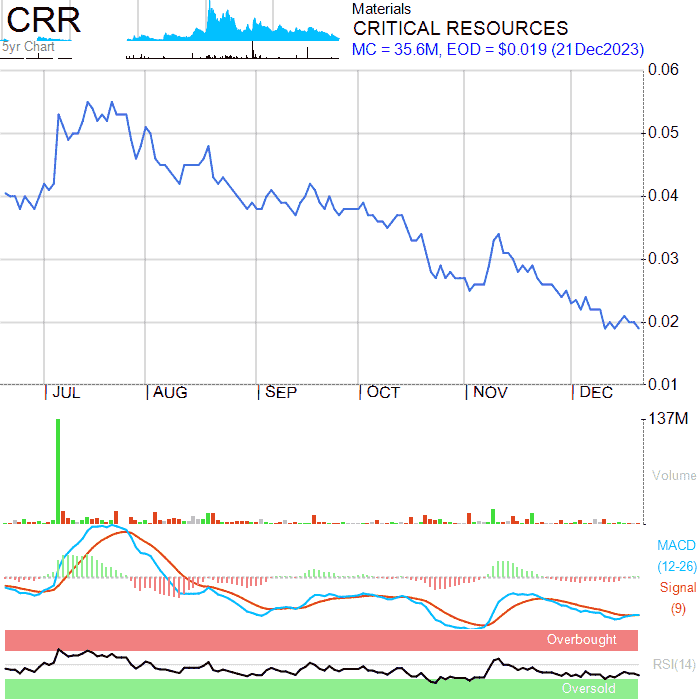 CRR
5yr Chart
Materials
CRITICAL RESOURCES
MC = 35.6M, EOD = $0.019 (21Dec2023)
0.06
0.05
0.04
0.03
0.02
0.01
JUL AUG SEP OCT NOV DEC
137M
Volume
MACD
(12-26)
Signal
(9)
Overbought
RSI(14)
Oversold